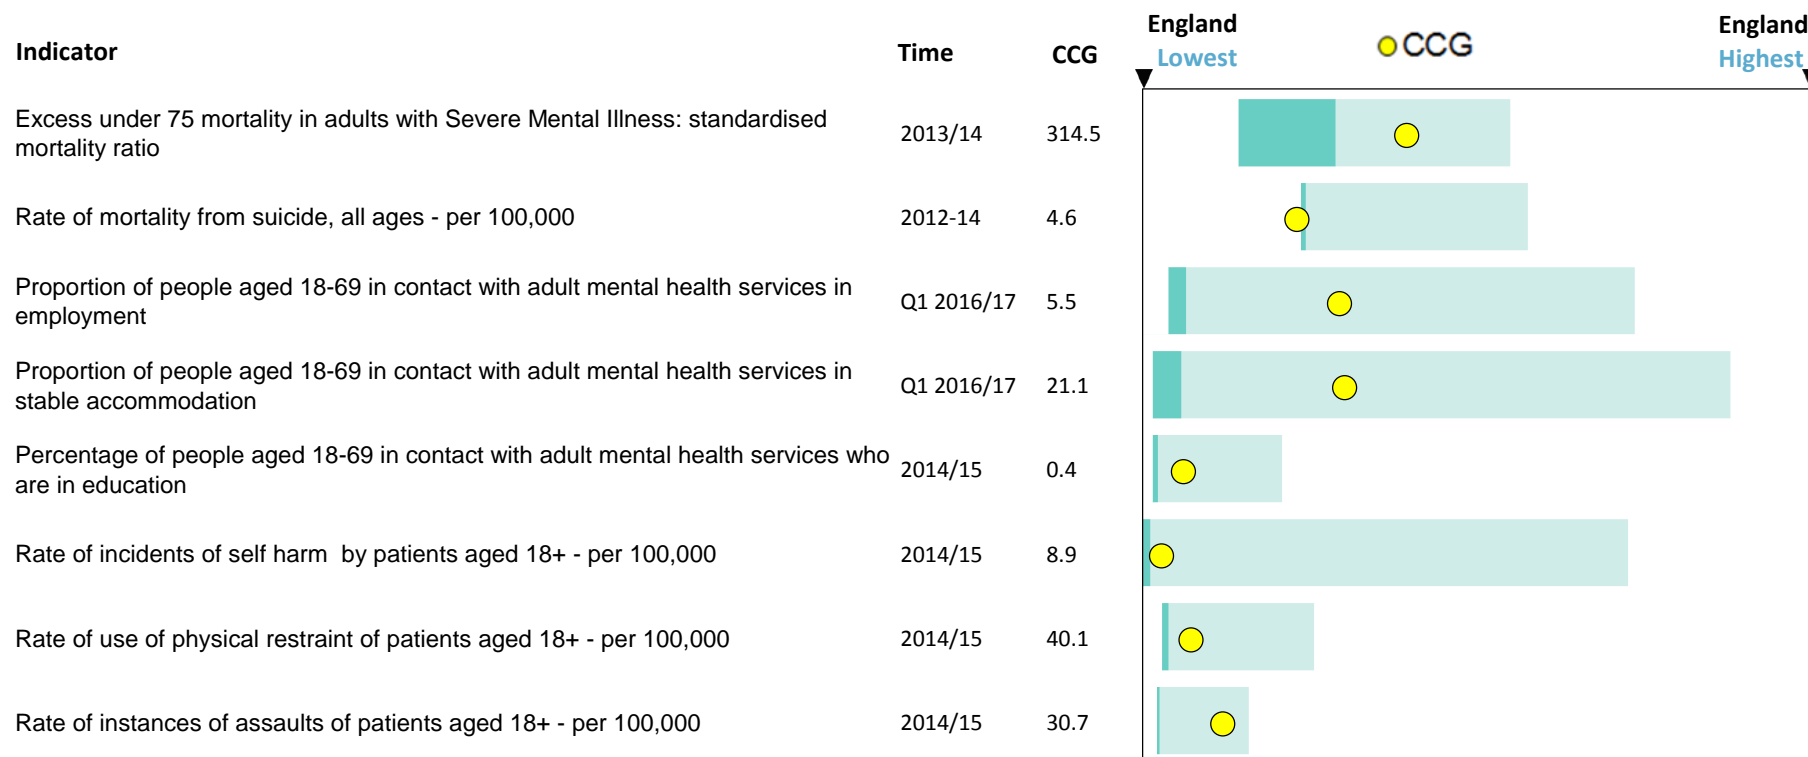 England England
Indicator Time CCG Lowest CCG Highest
Excess under 75 mortality in adults with Severe Mental Illness: standardised
mortality ratio 2013/14 314.5
Rate of mortality from suicide, all ages - per 100,000 2012-14 4.6
Proportion of people aged 18-69 in contact with adult mental health services in
employment Q1 2016/17 5.5
Proportion of people aged 18-69 in contact with adult mental health services in
stable accommodation Q1 2016/17 21.1
Percentage of people aged 18-69 in contact with adult mental health services who
are in education 2014/15 0.4
Rate of incidents of self harm  by patients aged 18+ - per 100,000 2014/15 8.9
Rate of use of physical restraint of patients aged 18+ - per 100,000 2014/15 40.1
Rate of instances of assaults of patients aged 18+ - per 100,000 2014/15 30.7